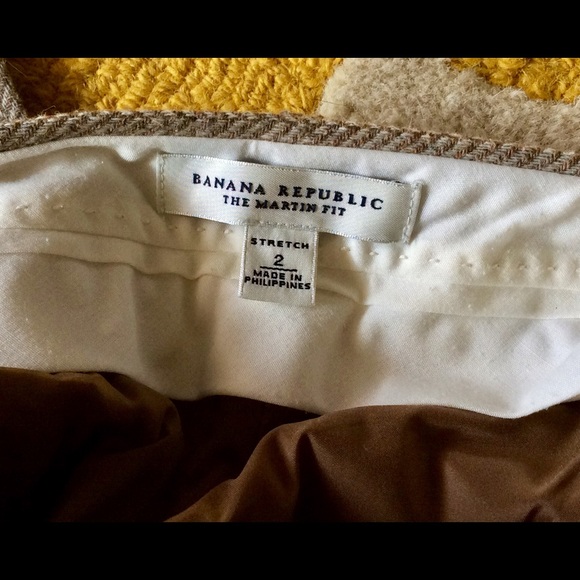 BANANA REPUBLIC
THE MARTIN FIT
STRETCH
2
MADE IN
PHILIPPINES